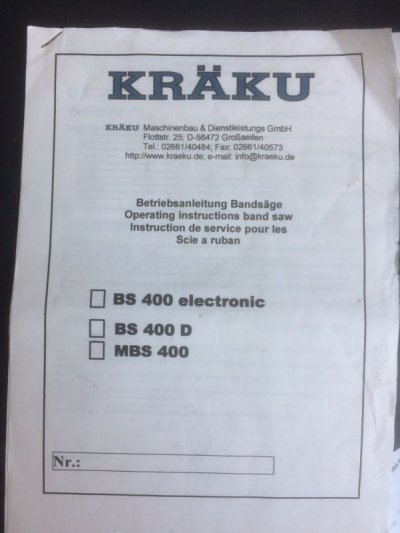 KRÄKU
KRÄKU Maschinenbau & Dienstleistungs GmbH
Flottstr. 25; D-56472 Großseifen
Tel.: 02661/40484; Fax: 02661/40573
http://www.kraeku.de; e-mail: info@kraeku.de
Betriebsanleitung Bandsäge
Operating instructions band saw
Instruction de service pour les
Scie a ruban
BS 400 electronic
BS 400 D
MBS 400
Nr.: